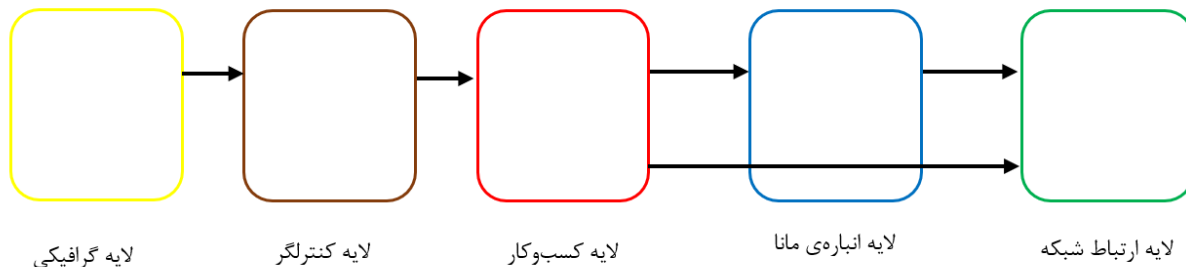 لایه ارتباط شبکه
لایه انباره‌ی مانا
لایه کسب‌وکار
لایه کنترلگر
لایه گرافیکی